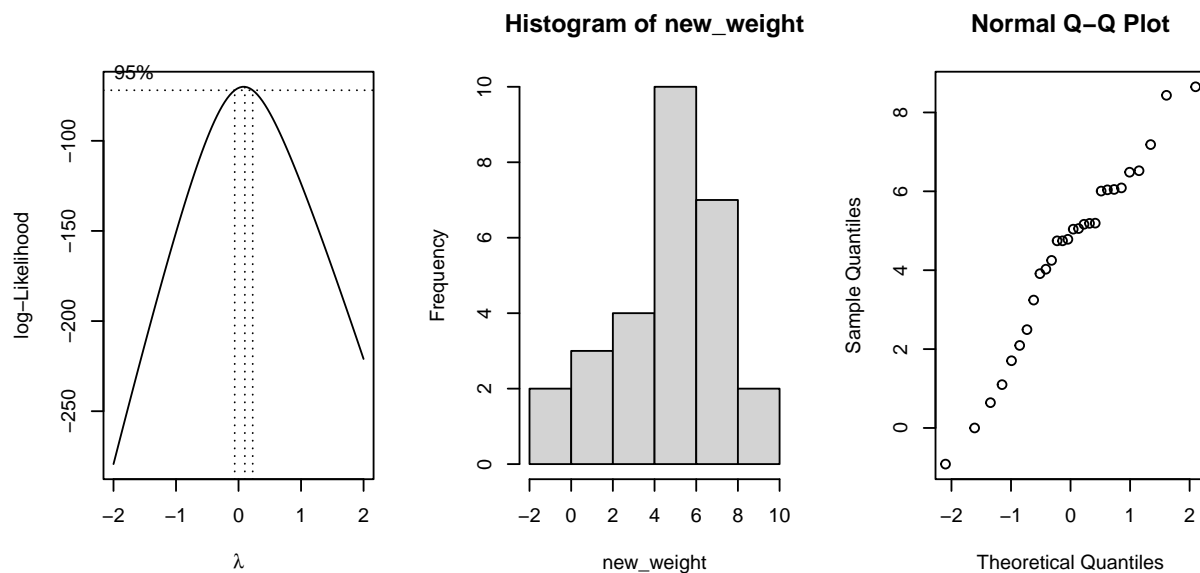 95%
log−Likelihood
−250
−200
−150
−100
−2 −1 0 1 2
λ
Histogram of new_weight
Frequency
0
2
4
6
8
10
−2 0 2 4 6 8 10
new_weight
Normal Q−Q Plot
Sample Quantiles
0
2
4
6
8
−2 −1 0 1 2
Theoretical Quantiles